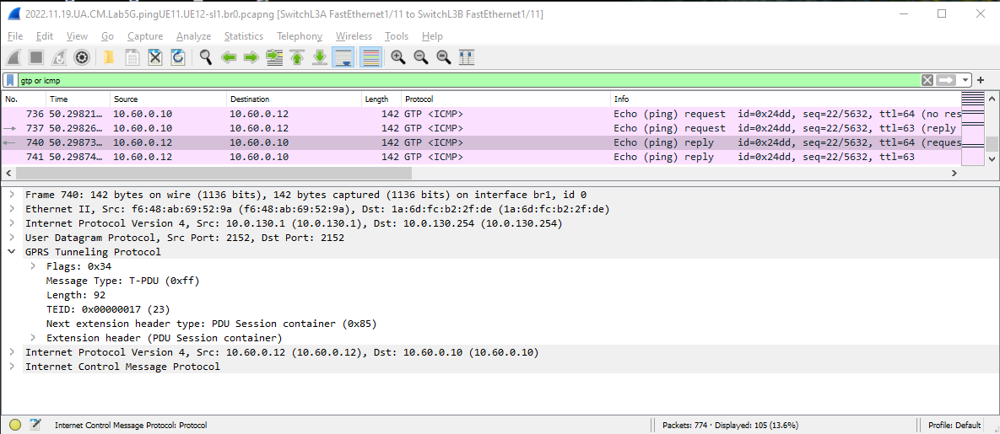 2022.11.19.UA.CM.Lab5G.pingUE11.UE12-sl1.br0.pcapng [SwitchL3A FastEthernet1/11 to SwitchL3B FastEthernet1/11]
File Edit View Go Capture Analyze Statistics Telephony Wireless Tools Help
gtp or icmp
No. Time Source Destination Length Protocol Info
736 50.29821… 10.60.0.10 10.60.0.12 142 GTP <ICMP> Echo (ping) request id=0x24dd, seq=22/5632, ttl=64 (no res
737 50.29826… 10.60.0.10 10.60.0.12 142 GTP <ICMP> Echo (ping) request id=0x24dd, seq=22/5632, ttl=63 (reply
740 50.29873… 10.60.0.12 10.60.0.10 142 GTP <ICMP> Echo (ping) reply id=0x24dd, seq=22/5632, ttl=64 (reques
741 50.29874… 10.60.0.12 10.60.0.10 142 GTP <ICMP> Echo (ping) reply id=0x24dd, seq=22/5632, ttl=63
Frame 740: 142 bytes on wire (1136 bits), 142 bytes captured (1136 bits) on interface br1, id 0
Ethernet II, Src: f6:48:ab:69:52:9a (f6:48:ab:69:52:9a), Dst: 1a:6d:fc:b2:2f:de (1a:6d:fc:b2:2f:de)
Internet Protocol Version 4, Src: 10.0.130.1 (10.0.130.1), Dst: 10.0.130.254 (10.0.130.254)
User Datagram Protocol, Src Port: 2152, Dst Port: 2152
GPRS Tunneling Protocol
Flags: 0x34
Message Type: T-PDU (0xff)
Length: 92
TEID: 0x00000017 (23)
Next extension header type: PDU Session container (0x85)
Extension header (PDU Session container)
Internet Protocol Version 4, Src: 10.60.0.12 (10.60.0.12), Dst: 10.60.0.10 (10.60.0.10)
Internet Control Message Protocol
Internet Control Message Protocol: Protocol Packets: 774 · Displayed: 105 (13.6%) Profile: Default